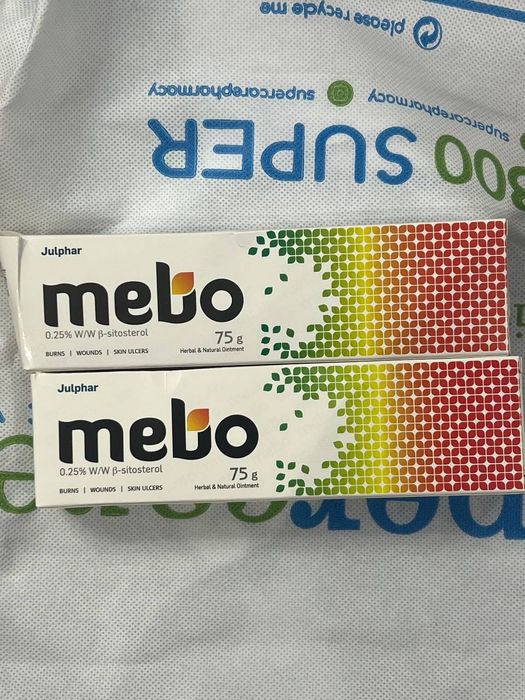 please recycle me
supercarepharmacy supercarepharmacy
800 SUPER
Julphar
mebo
0.25% W/W β-sitosterol
75 g
BURNS | WOUNDS | SKIN ULCERS
Herbal & Natural Ointment
Julphar
mebo
0.25% W/W β-sitosterol
75 g
BURNS | WOUNDS | SKIN ULCERS
Herbal & Natural Ointment